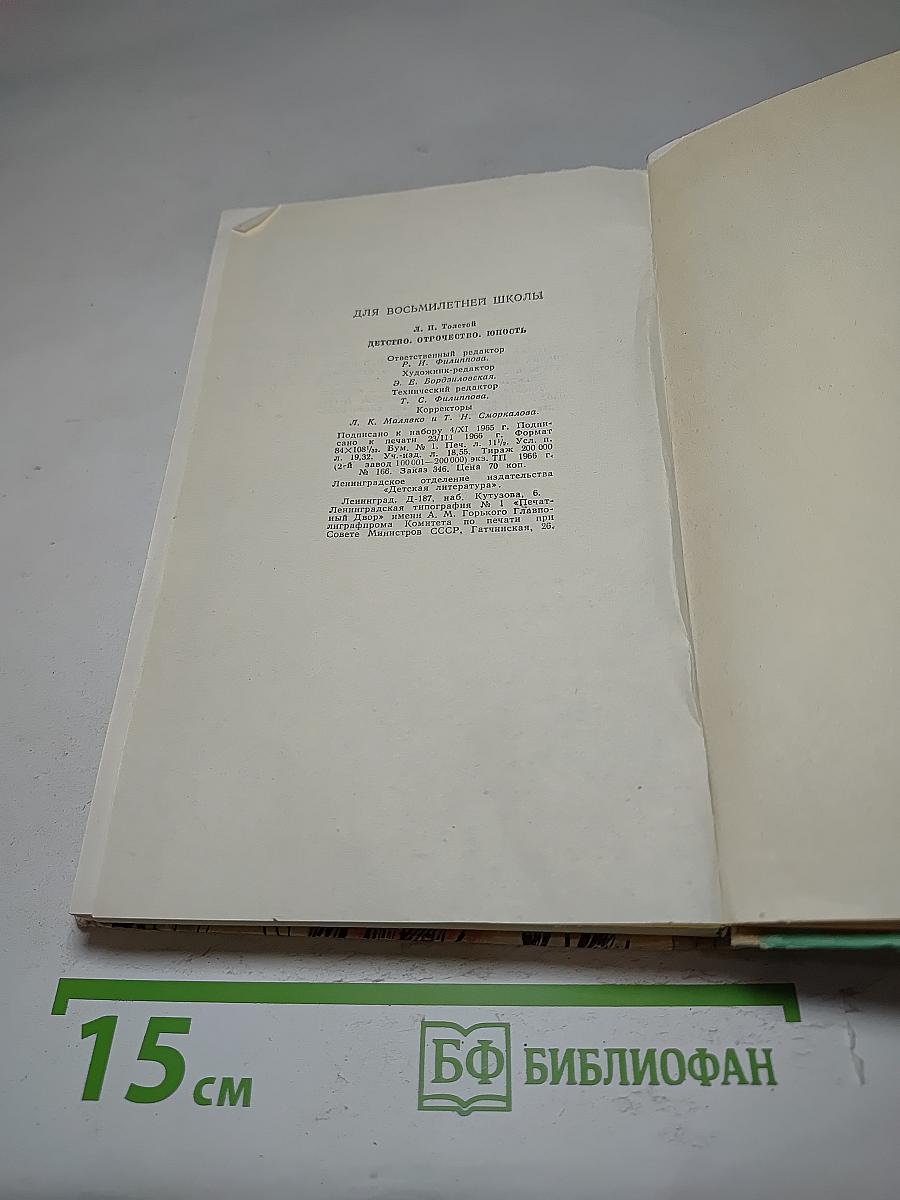 ДЛЯ ВОСЬМИЛЕТНЕЙ ШКОЛЫ
Л. Н. Толстой
ДЕТСТВО. ОТРОЧЕСТВО. ЮНОСТЬ
Ответственный редактор
Р. И. Филиппова.
Художник-редактор
Э. Е. Бордзиловская.
Технический редактор
Т. С. Филиппова.
Корректоры
Л. К. Малявко и Т. Н. Сморкалова.
Подписано к набору 4/XI 1965 г. Подпи-
сано к печати 23/III 1966 г. Формат
84×108¹/₃₂. Бум. № 1. Печ. л. 11¹/₂. Усл. п.
л. 19,32. Уч.-изд. л. 18,55. Тираж 200 000
(2-й завод 100 001—200 000) экз. ТП 1966 г.
№ 166. Заказ 346. Цена 70 коп.
Ленинградское отделение издательства
«Детская литература».
Ленинград, Д-187, наб. Кутузова, 6.
Ленинградская типография № 1 «Печат-
ный Двор» имени А. М. Горького Главпо-
лиграфпрома Комитета по печати при
Совете Министров СССР, Гатчинская, 26.
15 см
БФ БИБЛИОФАН